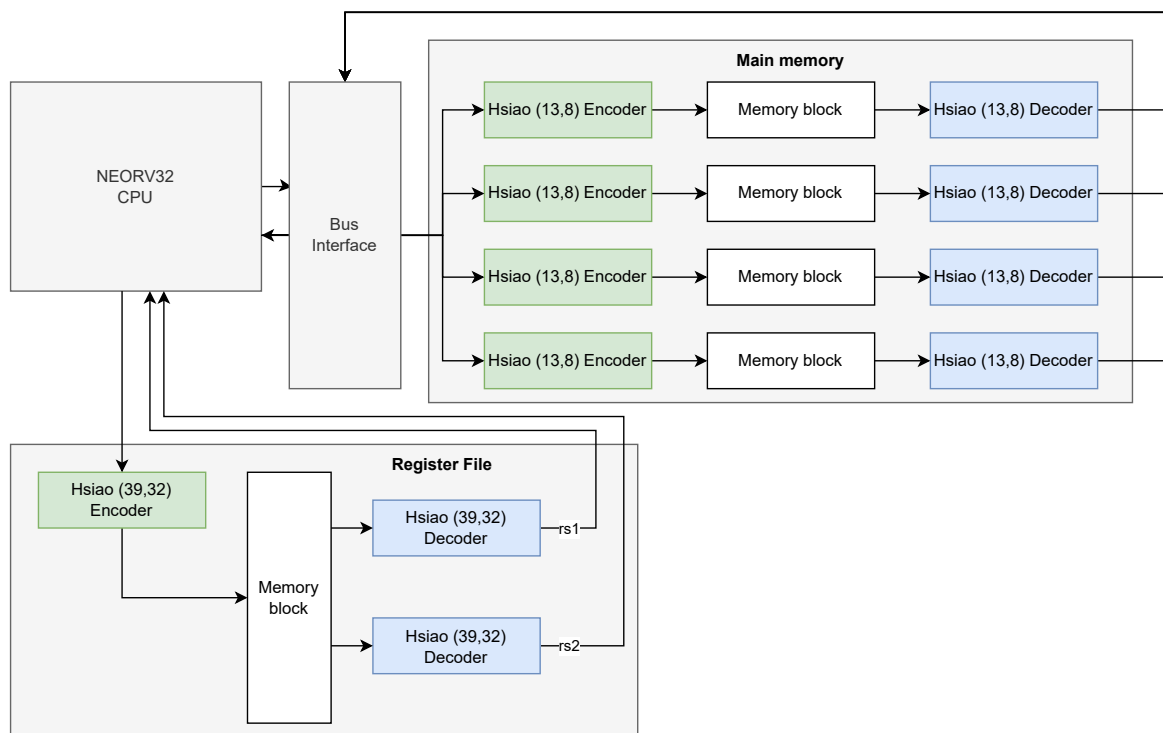 Main memory
Hsiao (13,8) Encoder
Memory block
Hsiao (13,8) Decoder
Hsiao (13,8) Encoder
Memory block
Hsiao (13,8) Decoder
Hsiao (13,8) Encoder
Memory block
Hsiao (13,8) Decoder
Hsiao (13,8) Encoder
Memory block
Hsiao (13,8) Decoder
NEORV32
CPU
Bus
Interface
Register File
Hsiao (39,32)
Encoder
Memory
block
Hsiao (39,32)
Decoder
rs1
Hsiao (39,32)
Decoder
rs2